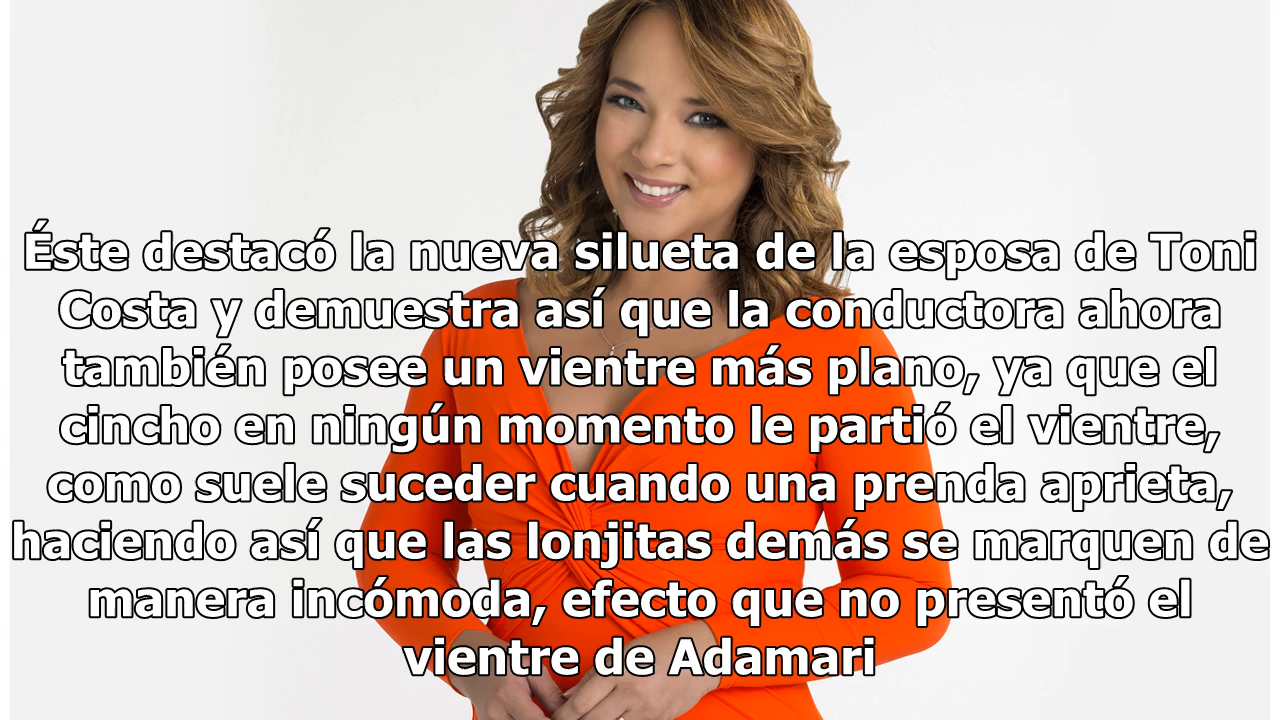 Éste destacó la nueva silueta de la esposa de Toni
Costa y demuestra así que la conductora ahora
también posee un vientre más plano, ya que el
cincho en ningún momento le partió el vientre,
como suele suceder cuando una prenda aprieta,
haciendo así que las lonjitas demás se marquen de
manera incómoda, efecto que no presentó el
vientre de Adamari